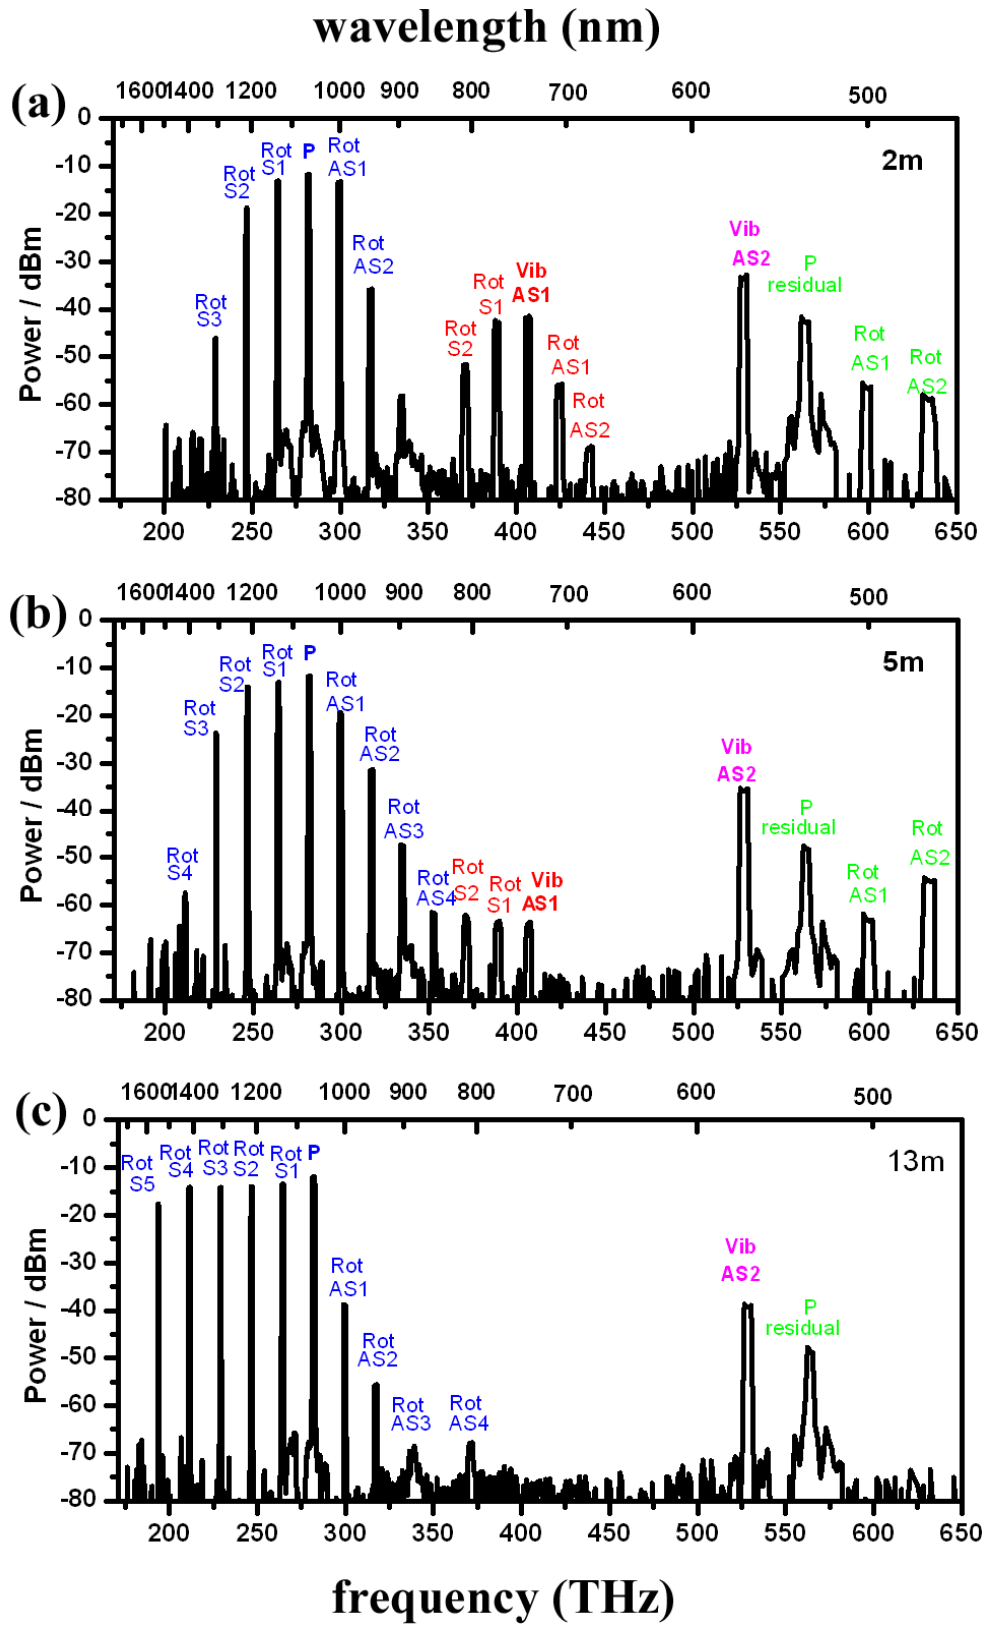 wavelength (nm)
(a)
1600 1400 1200 1000 900 800 700 600 500
0
-10
-20
-30
-40
-50
-60
-70
-80
Power / dBm
2m
Rot
S3
Rot
S2
Rot
S1
P
Rot
AS1
Rot
AS2
Rot
S2
Rot
S1
Vib
AS1
Rot
AS1
Rot
AS2
Vib
AS2
P
residual
Rot
AS1
Rot
AS2
200 250 300 350 400 450 500 550 600 650
(b)
1600 1400 1200 1000 900 800 700 600 500
0
-10
-20
-30
-40
-50
-60
-70
-80
Power / dBm
5m
Rot
S4
Rot
S3
Rot
S2
Rot
S1
P
Rot
AS1
Rot
AS2
Rot
AS3
Rot
AS4
Rot
S2
Rot
S1
Vib
AS1
Vib
AS2
P
residual
Rot
AS1
Rot
AS2
200 250 300 350 400 450 500 550 600 650
(c)
1600 1400 1200 1000 900 800 700 600 500
0
-10
-20
-30
-40
-50
-60
-70
-80
Power / dBm
13m
Rot
S5
Rot
S4
Rot
S3
Rot
S2
Rot
S1
P
Rot
AS1
Rot
AS2
Rot
AS3
Rot
AS4
Vib
AS2
P
residual
200 250 300 350 400 450 500 550 600 650
frequency (THz)